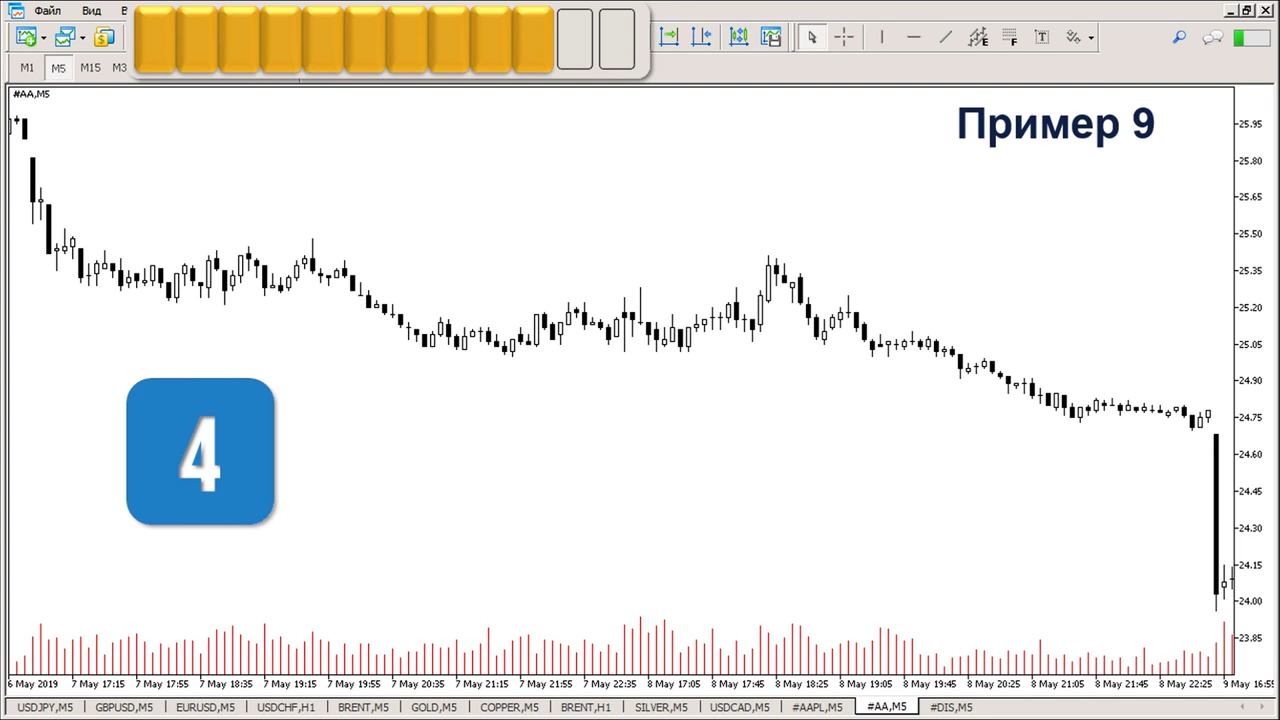 Файл Вид В
M1 M5 M15 M3
E F T
#AA,M5
Пример 9
25.95
25.80
25.65
25.50
25.35
25.20
25.05
24.90
24.75
24.60
24.45
24.30
24.15
24.00
23.85
4
6 May 2019 7 May 17:15 7 May 17:55 7 May 18:35 7 May 19:15 7 May 19:55 7 May 20:35 7 May 21:15 7 May 21:55 7 May 22:35 8 May 17:00 8 May 17:45 8 May 18:25 8 May 19:05 8 May 19:45 8 May 20:25 8 May 21:05 8 May 21:45 8 May 22:25 9 May 16:55
USDJPY,M5 GBPUSD,M5 EURUSD,M5 USDCHF,H1 BRENT,M5 GOLD,M5 COPPER,M5 BRENT,H1 SILVER,M5 USDCAD,M5 #AAPL,M5 #AA,M5 #DIS,M5